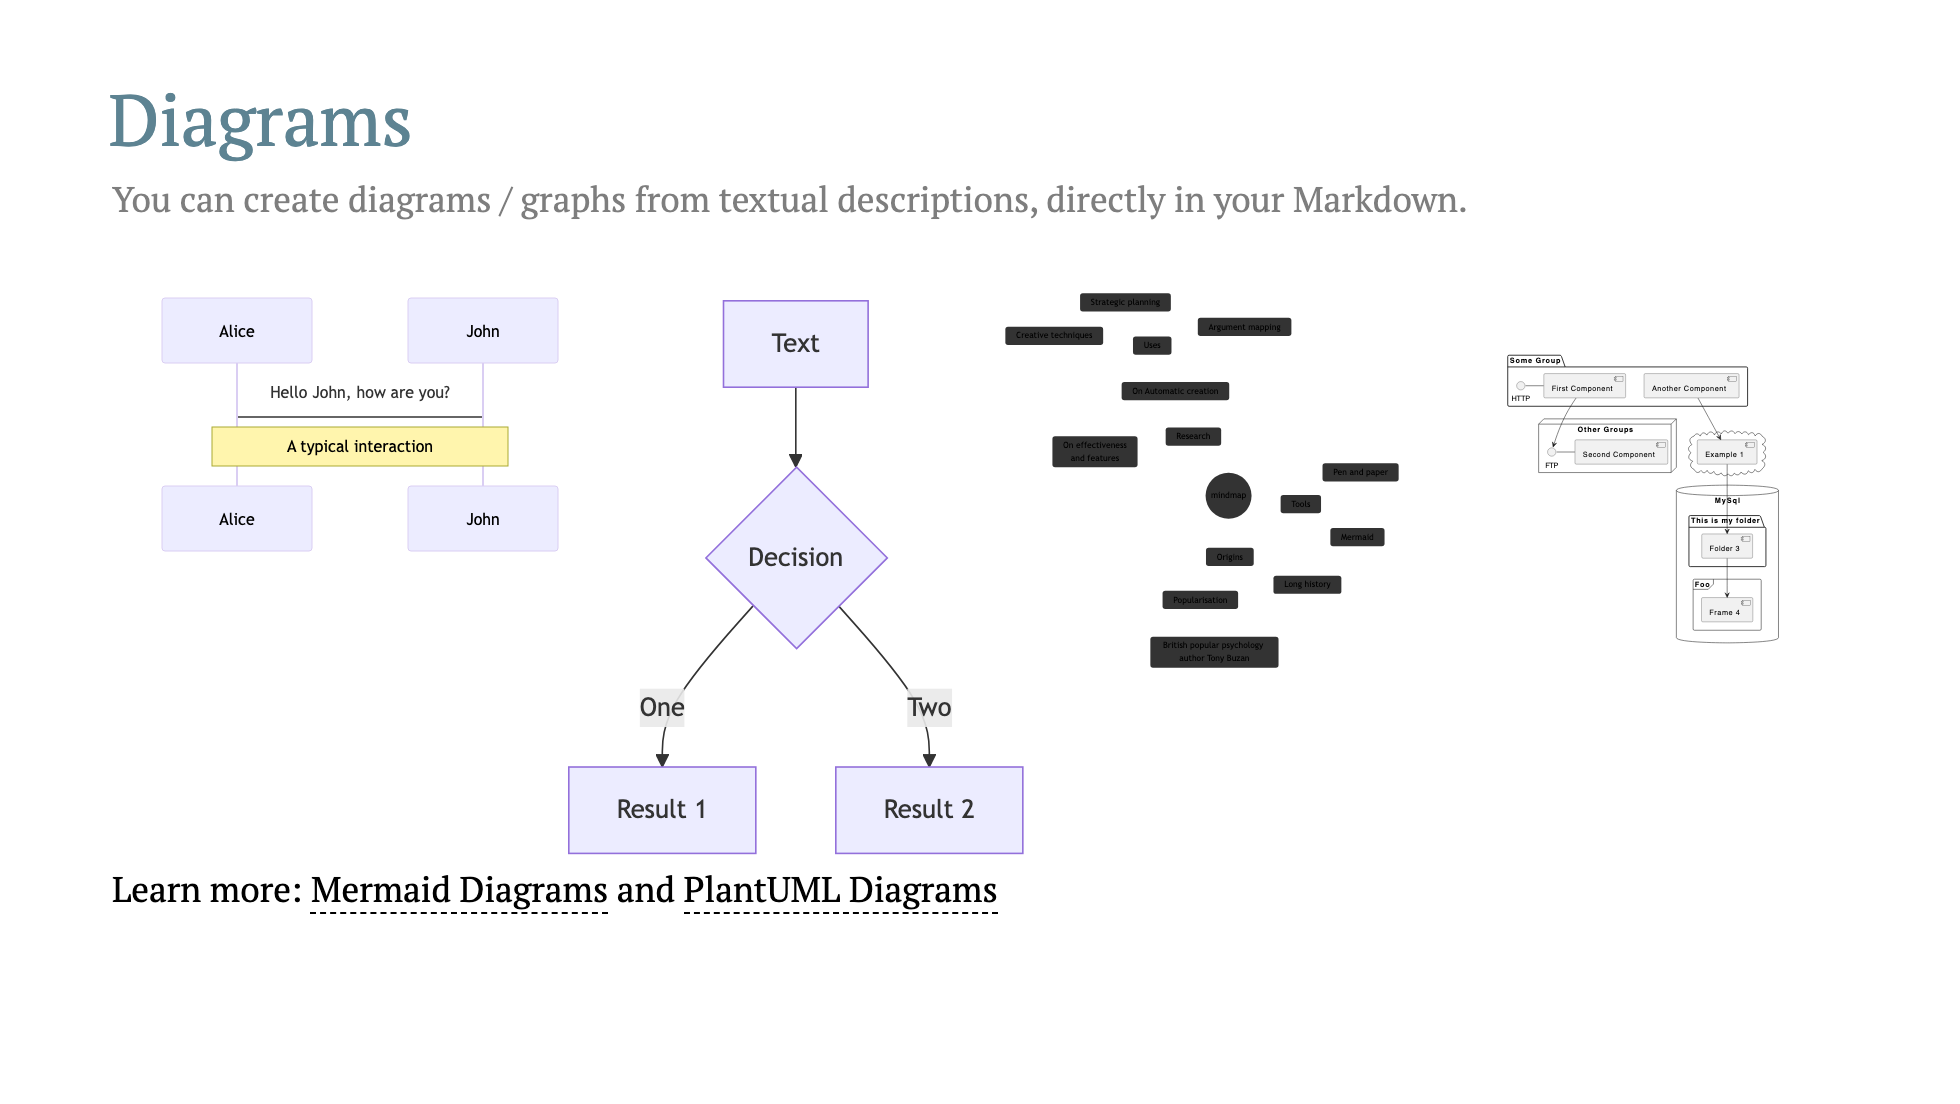 Diagrams
You can create diagrams / graphs from textual descriptions, directly in your Markdown.
Alice
John
Hello John, how are you?
A typical interaction
Alice
John
Text
Decision
One
Two
Result 1
Result 2
Strategic planning
Argument mapping
Creative techniques
Uses
On Automatic creation
Research
On effectiveness
and features
Pen and paper
mindmap
Tools
Mermaid
Origins
Long history
Popularisation
British popular psychology
author Tony Buzan
Some Group
First Component
Another Component
HTTP
Other Groups
Second Component
FTP
Example 1
MySql
This is my folder
Folder 3
Foo
Frame 4
Learn more: Mermaid Diagrams and PlantUML Diagrams